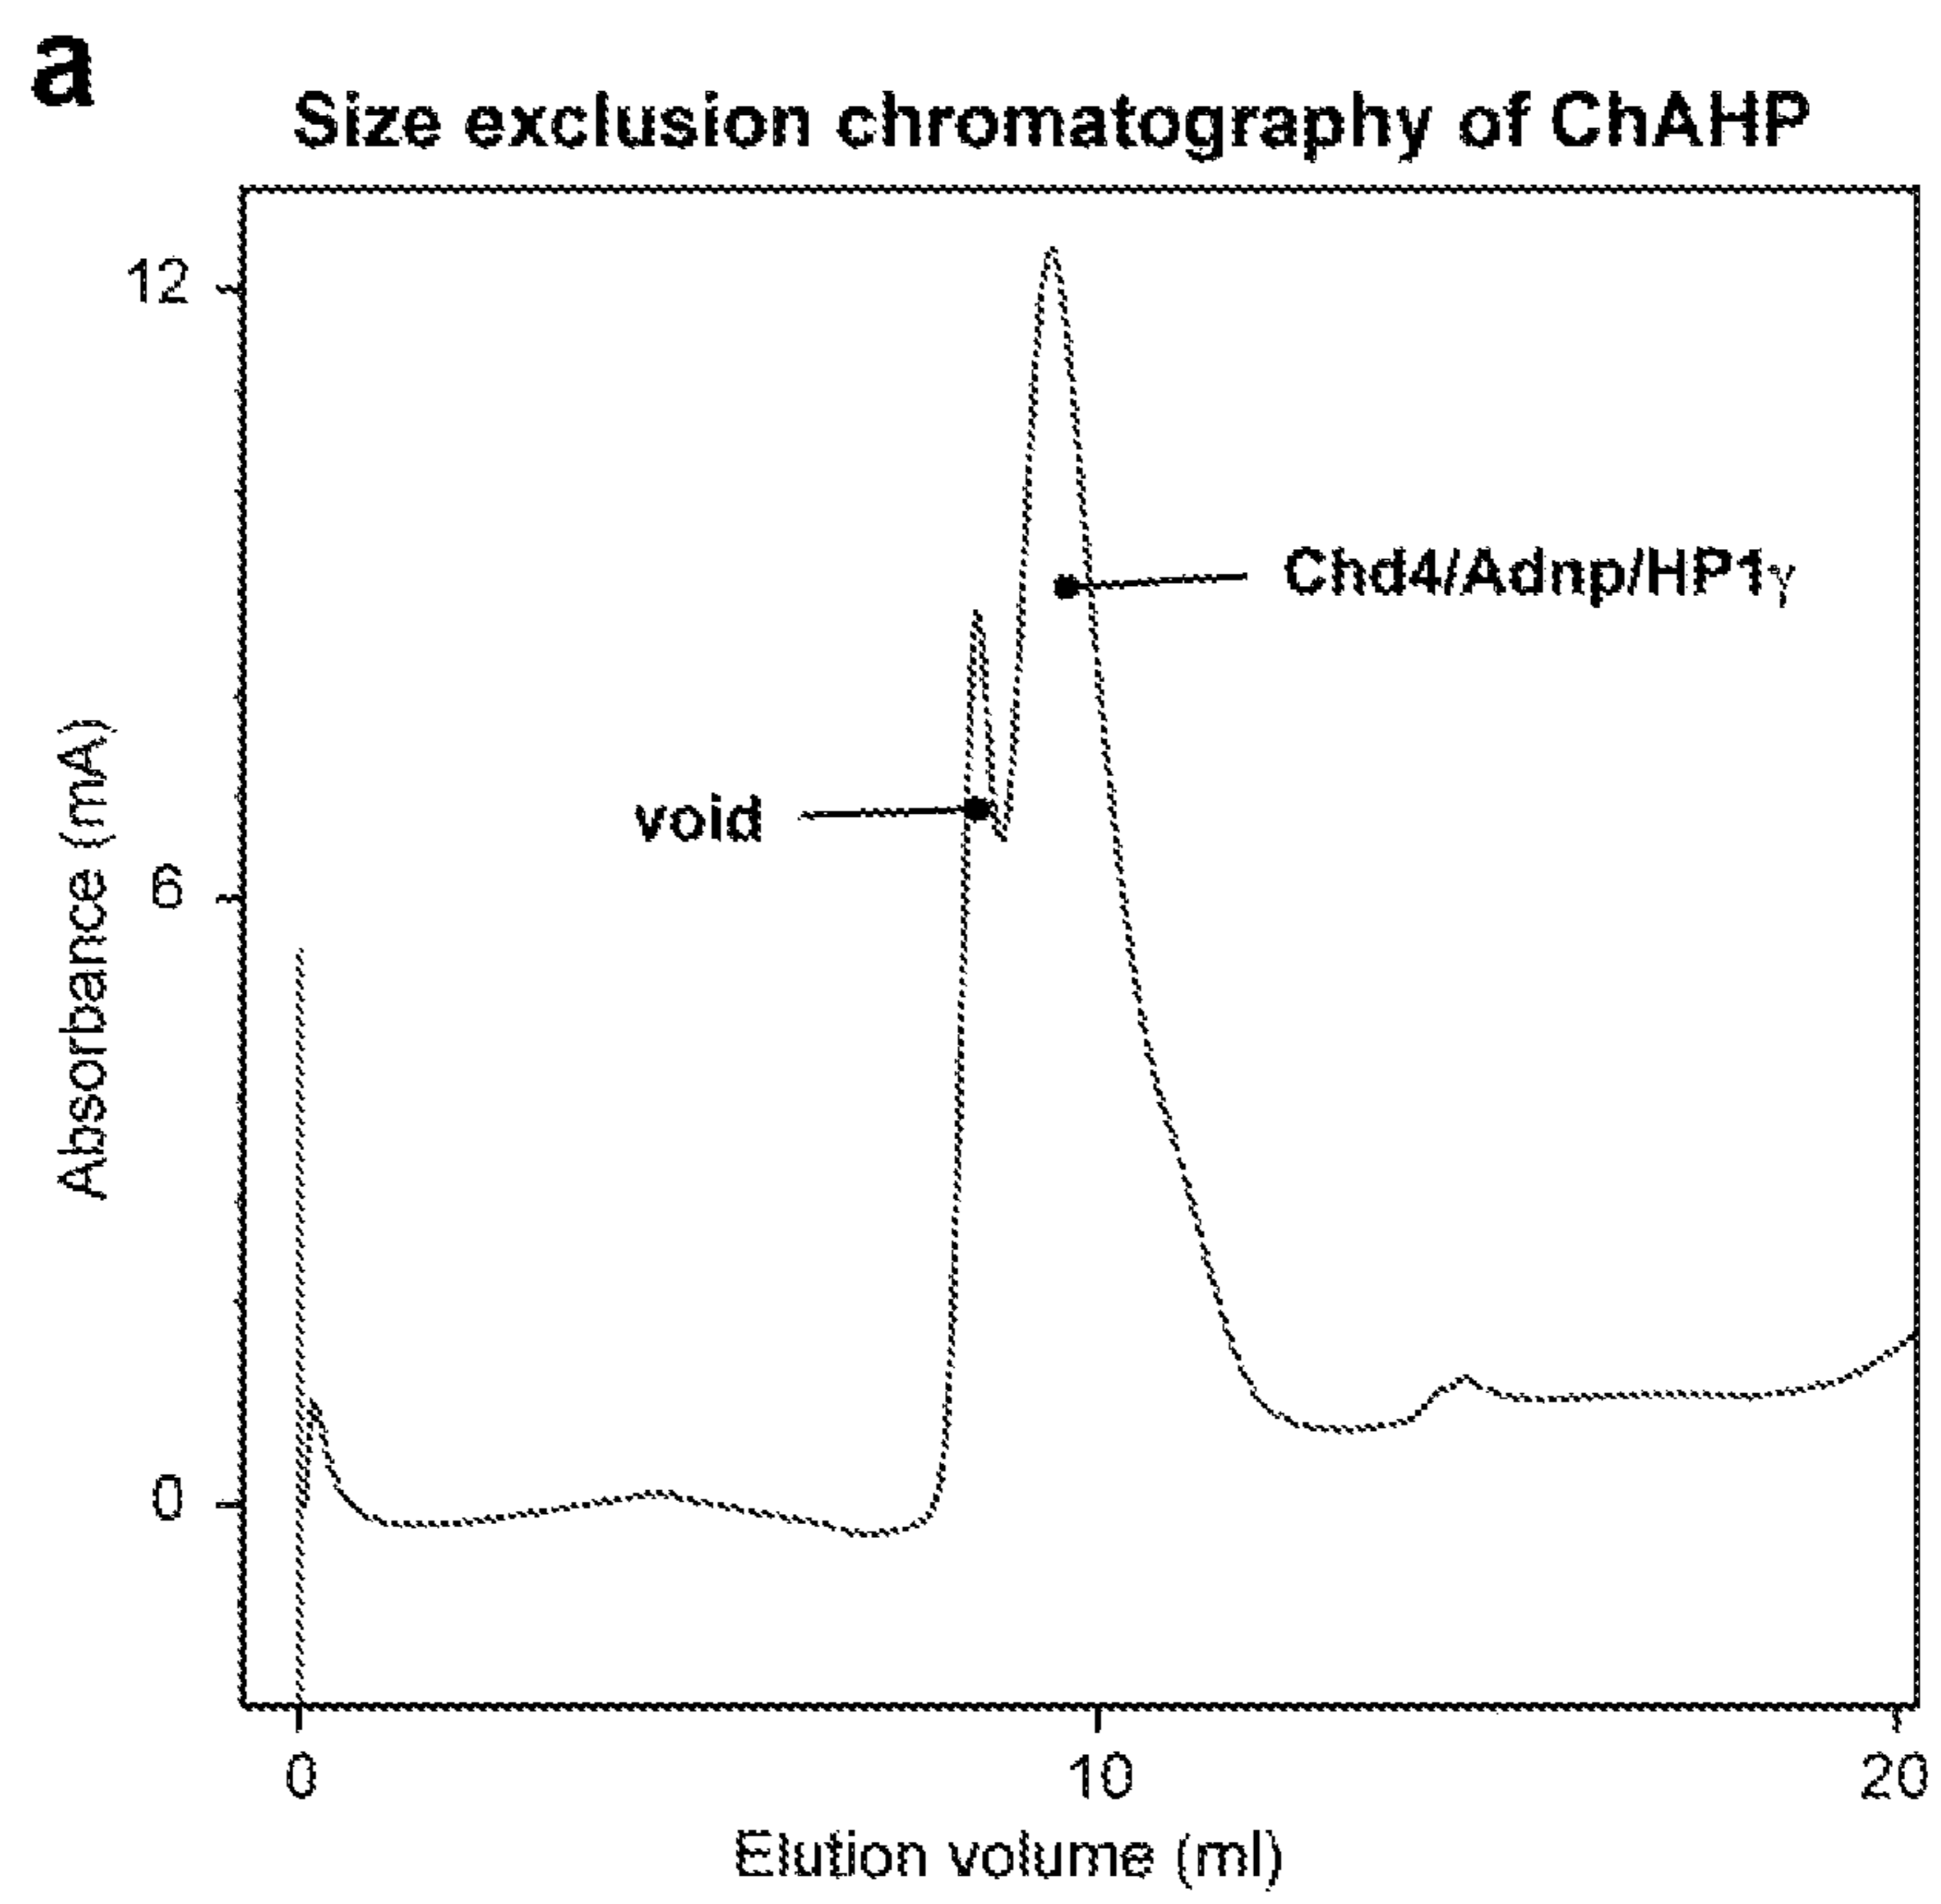 a
Size exclusion chromatography of ChAHP
12
Chd4/Adnp/HP1γ
void
6
0
Absorbance (mA)
0 10 20
Elution volume (ml)